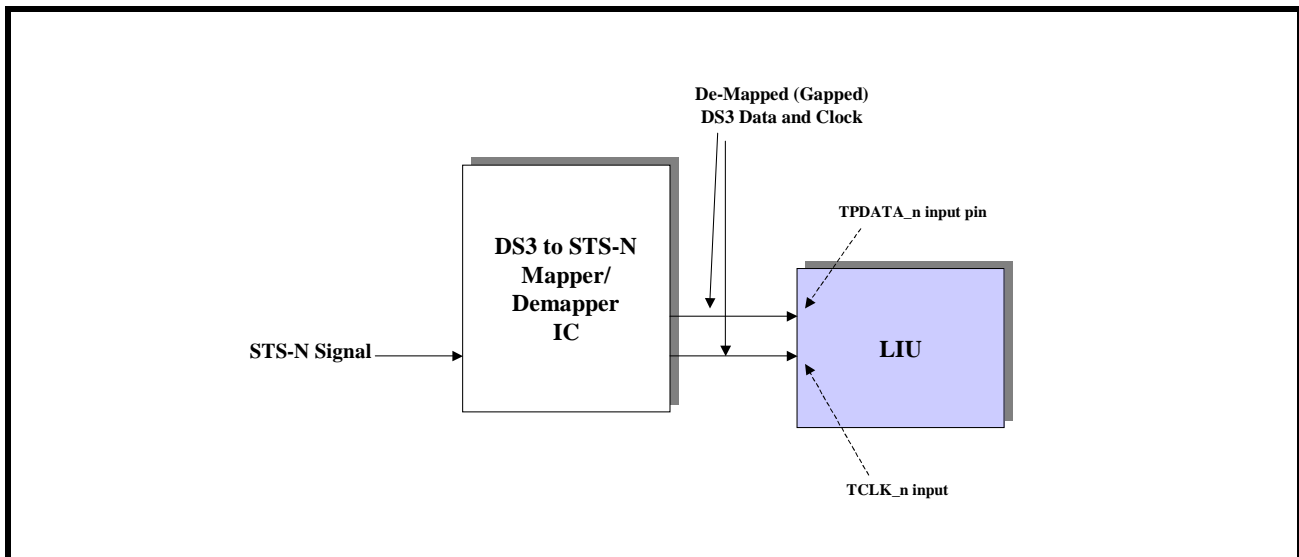 De-Mapped (Gapped)
DS3 Data and Clock
TPDATA_n input pin
DS3 to STS-N
Mapper/
Demapper
IC
STS-N Signal
LIU
TCLK_n input